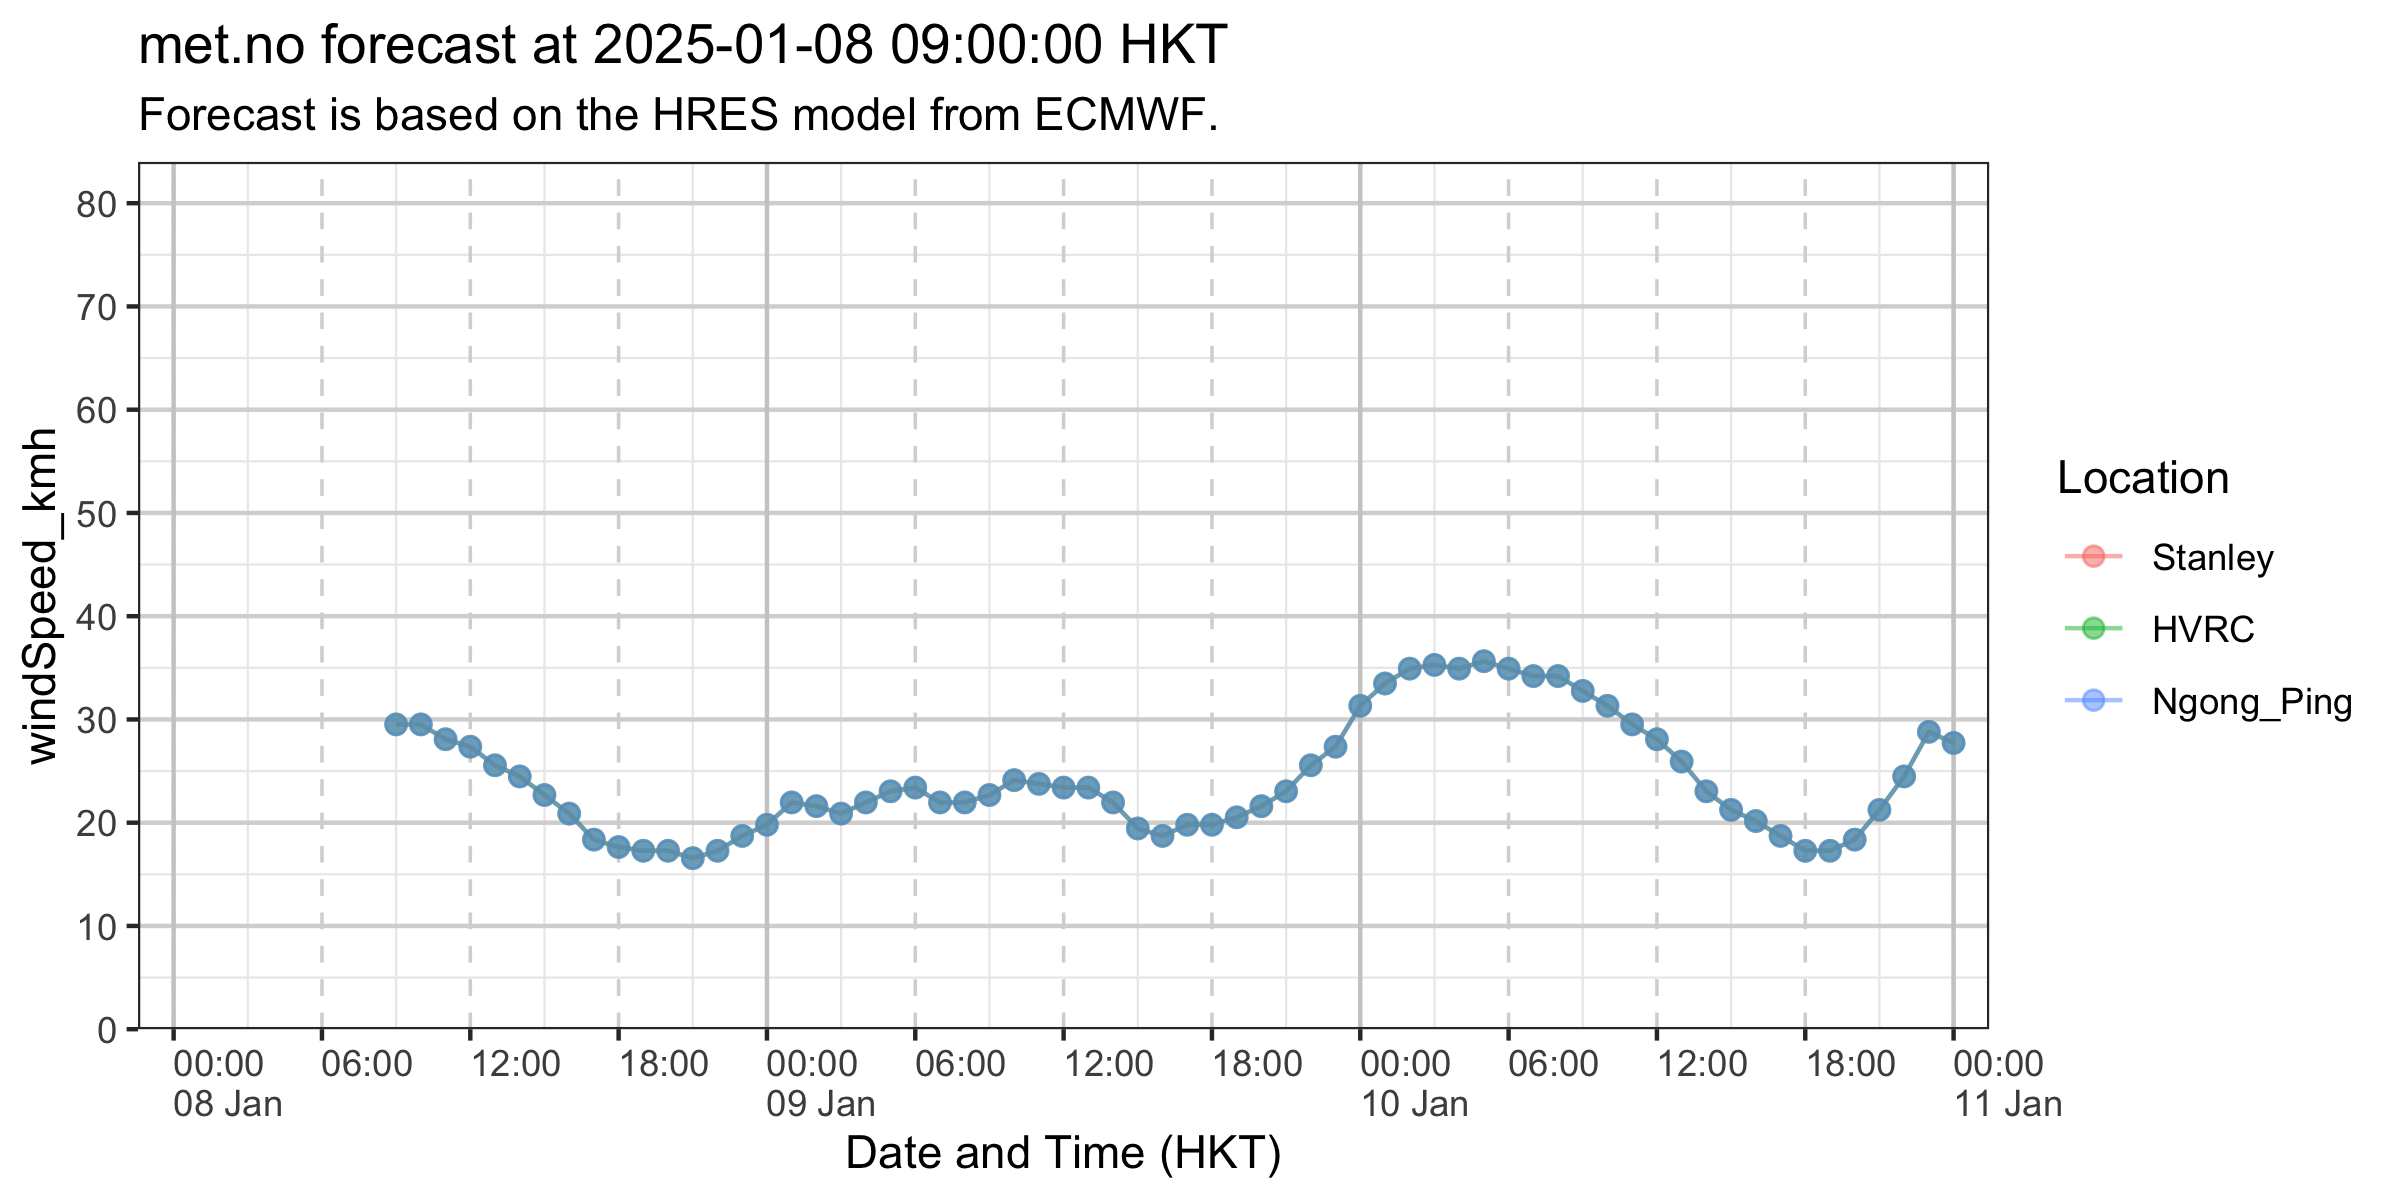 met.no forecast at 2025-01-08 09:00:00 HKT
Forecast is based on the HRES model from ECMWF.
windSpeed_kmh
80
70
60
50
40
30
20
10
0
00:00 06:00 12:00 18:00 00:00 06:00 12:00 18:00 00:00 06:00 12:00 18:00 00:00
08 Jan 09 Jan 10 Jan 11 Jan
Date and Time (HKT)
Location
Stanley
HVRC
Ngong_Ping